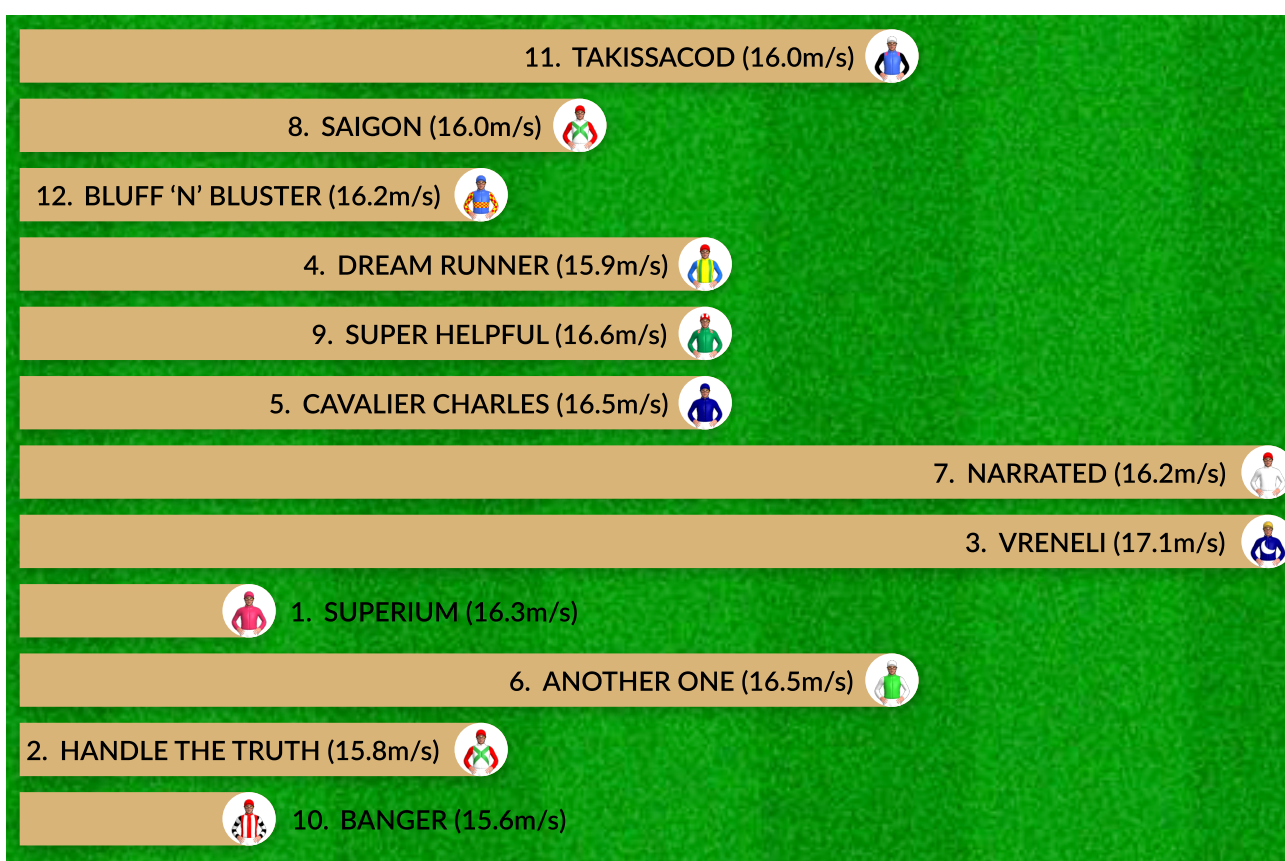 11. TAKISSACOD (16.0m/s)
8. SAIGON (16.0m/s)
12. BLUFF ‘N’ BLUSTER (16.2m/s)
4. DREAM RUNNER (15.9m/s)
9. SUPER HELPFUL (16.6m/s)
5. CAVALIER CHARLES (16.5m/s)
7. NARRATED (16.2m/s)
3. VRENELI (17.1m/s)
1. SUPERIUM (16.3m/s)
6. ANOTHER ONE (16.5m/s)
2. HANDLE THE TRUTH (15.8m/s)
10. BANGER (15.6m/s)